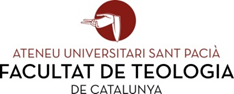 ATENEU UNIVERSITARI SANT PACIÀ
FACULTAT DE TEOLOGIA
DE CATALUNYA